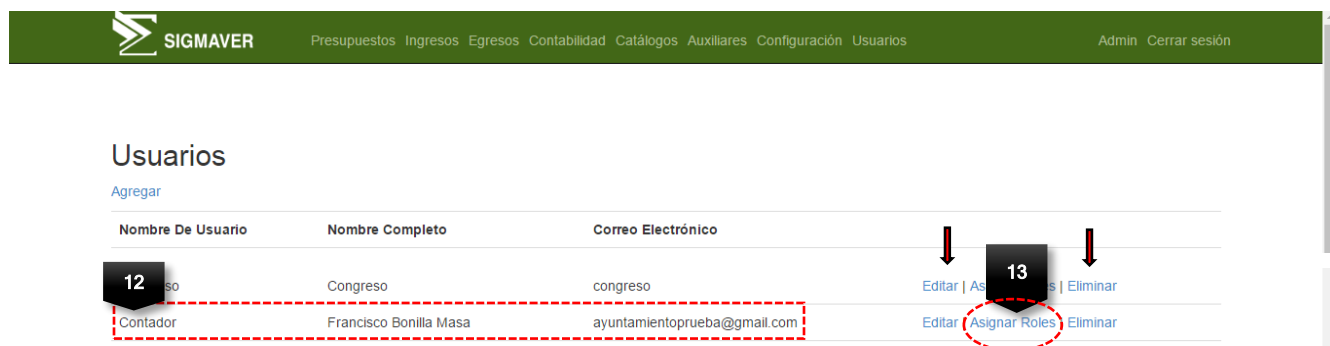 SIGMAVER Presupuestos Ingresos Egresos Contabilidad Catálogos Auxiliares Configuración Usuarios Admin Cerrar sesión
Usuarios
Agregar
Nombre De Usuario Nombre Completo Correo Electrónico
12 so Congreso congreso Editar | As 13 s | Eliminar
Contador Francisco Bonilla Masa ayuntamientoprueba@gmail.com Editar | Asignar Roles | Eliminar